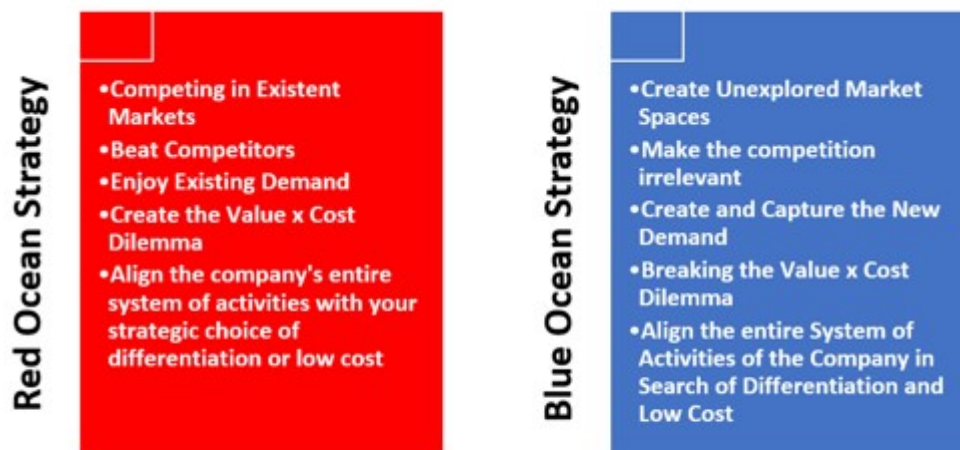 Red Ocean Strategy
•Competing in Existent
Markets
•Beat Competitors
•Enjoy Existing Demand
•Create the Value x Cost
Dilemma
•Align the company's entire
system of activities with your
strategic choice of
differentiation or low cost
Blue Ocean Strategy
•Create Unexplored Market
Spaces
•Make the competition
irrelevant
•Create and Capture the New
Demand
•Breaking the Value x Cost
Dilemma
•Align the entire System of
Activities of the Company in
Search of Differentiation and
Low Cost